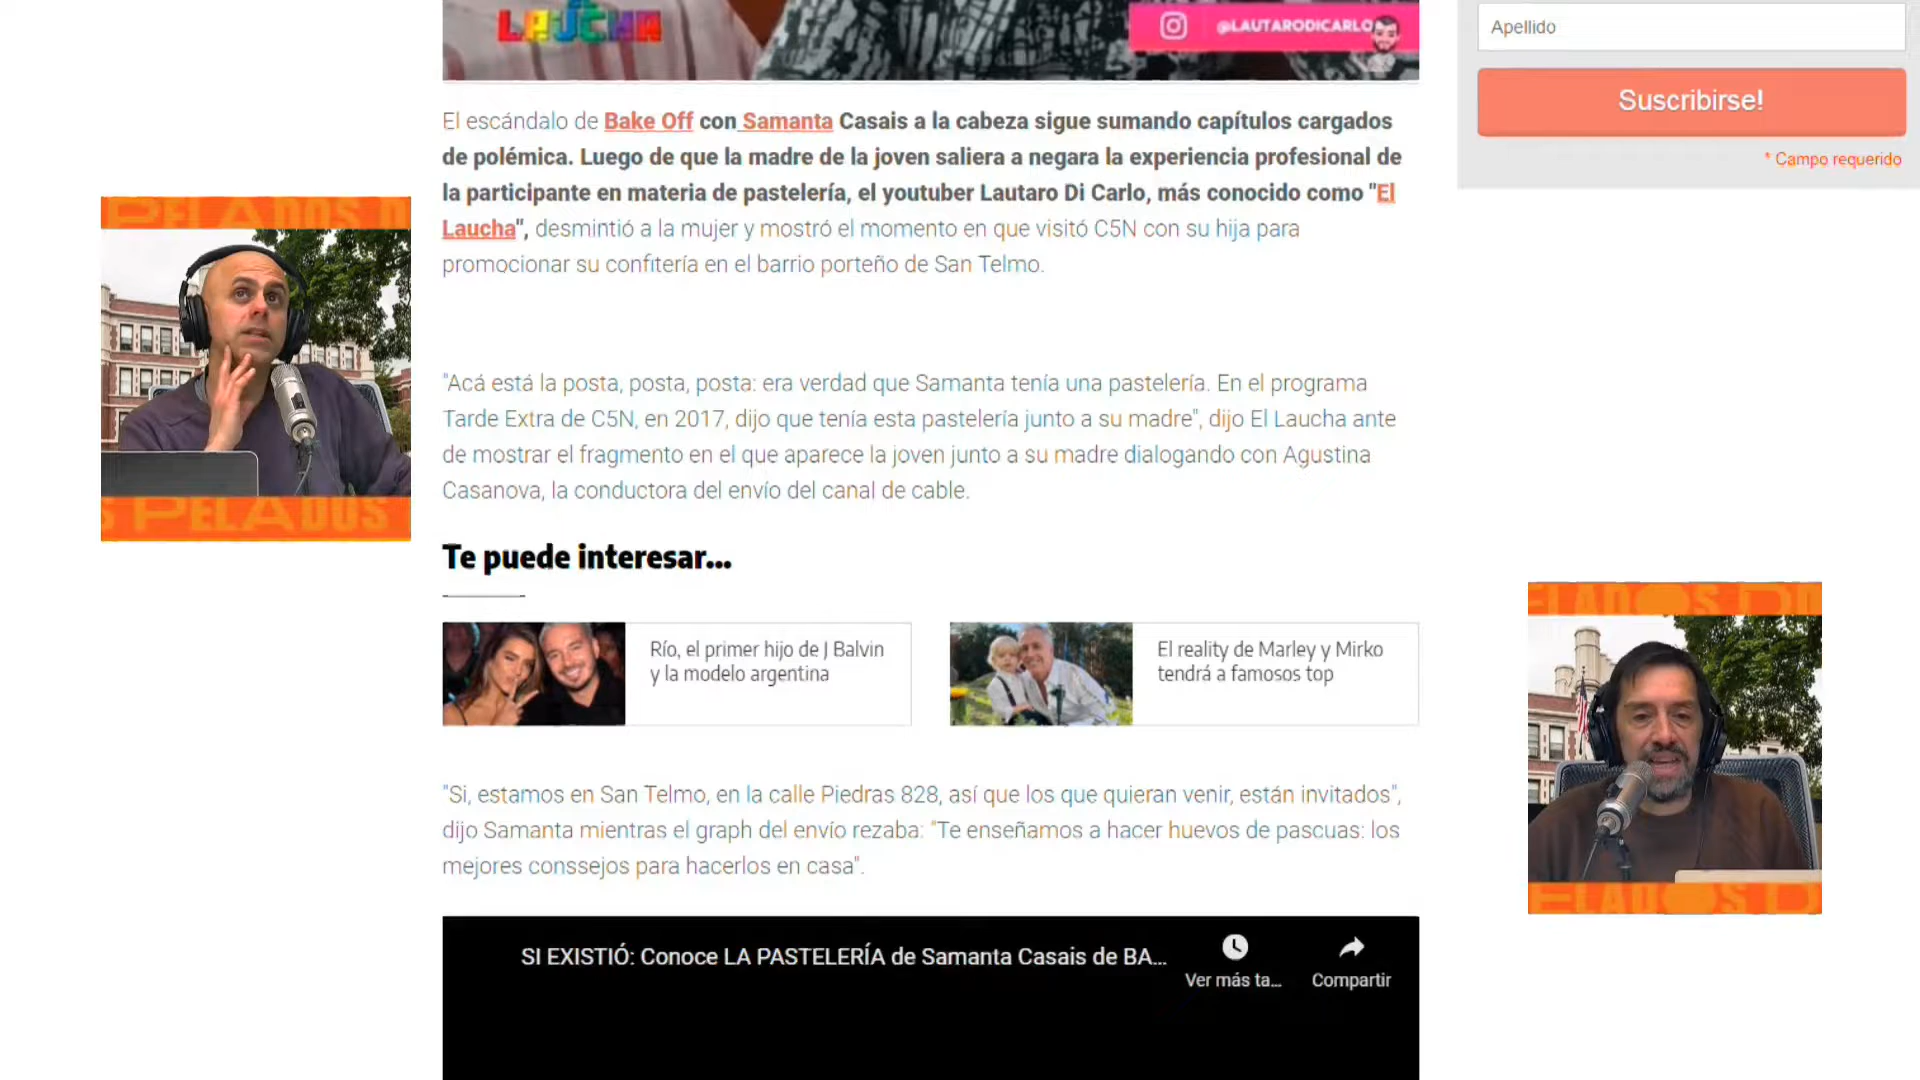 LAUCHA
@LAUTARODICARLO
Apellido
Suscribirse!
* Campo requerido
El escándalo de Bake Off con Samanta Casais a la cabeza sigue sumando capítulos cargados
de polémica. Luego de que la madre de la joven saliera a negara la experiencia profesional de
la participante en materia de pastelería, el youtuber Lautaro Di Carlo, más conocido como "El
Laucha", desmintió a la mujer y mostró el momento en que visitó C5N con su hija para
promocionar su confitería en el barrio porteño de San Telmo.
PELADOS D
S PELADOS
"Acá está la posta, posta, posta: era verdad que Samanta tenía una pastelería. En el programa
Tarde Extra de C5N, en 2017, dijo que tenía esta pastelería junto a su madre", dijo El Laucha ante
de mostrar el fragmento en el que aparece la joven junto a su madre dialogando con Agustina
Casanova, la conductora del envío del canal de cable.
Te puede interesar...
Río, el primer hijo de J Balvin
y la modelo argentina
El reality de Marley y Mirko
tendrá a famosos top
ELADOS D
ELADOS D
"Si, estamos en San Telmo, en la calle Piedras 828, así que los que quieran venir, están invitados",
dijo Samanta mientras el graph del envío rezaba: "Te enseñamos a hacer huevos de pascuas: los
mejores conssejos para hacerlos en casa".
SI EXISTIÓ: Conoce LA PASTELERÍA de Samanta Casais de BA...
Ver más ta...
Compartir